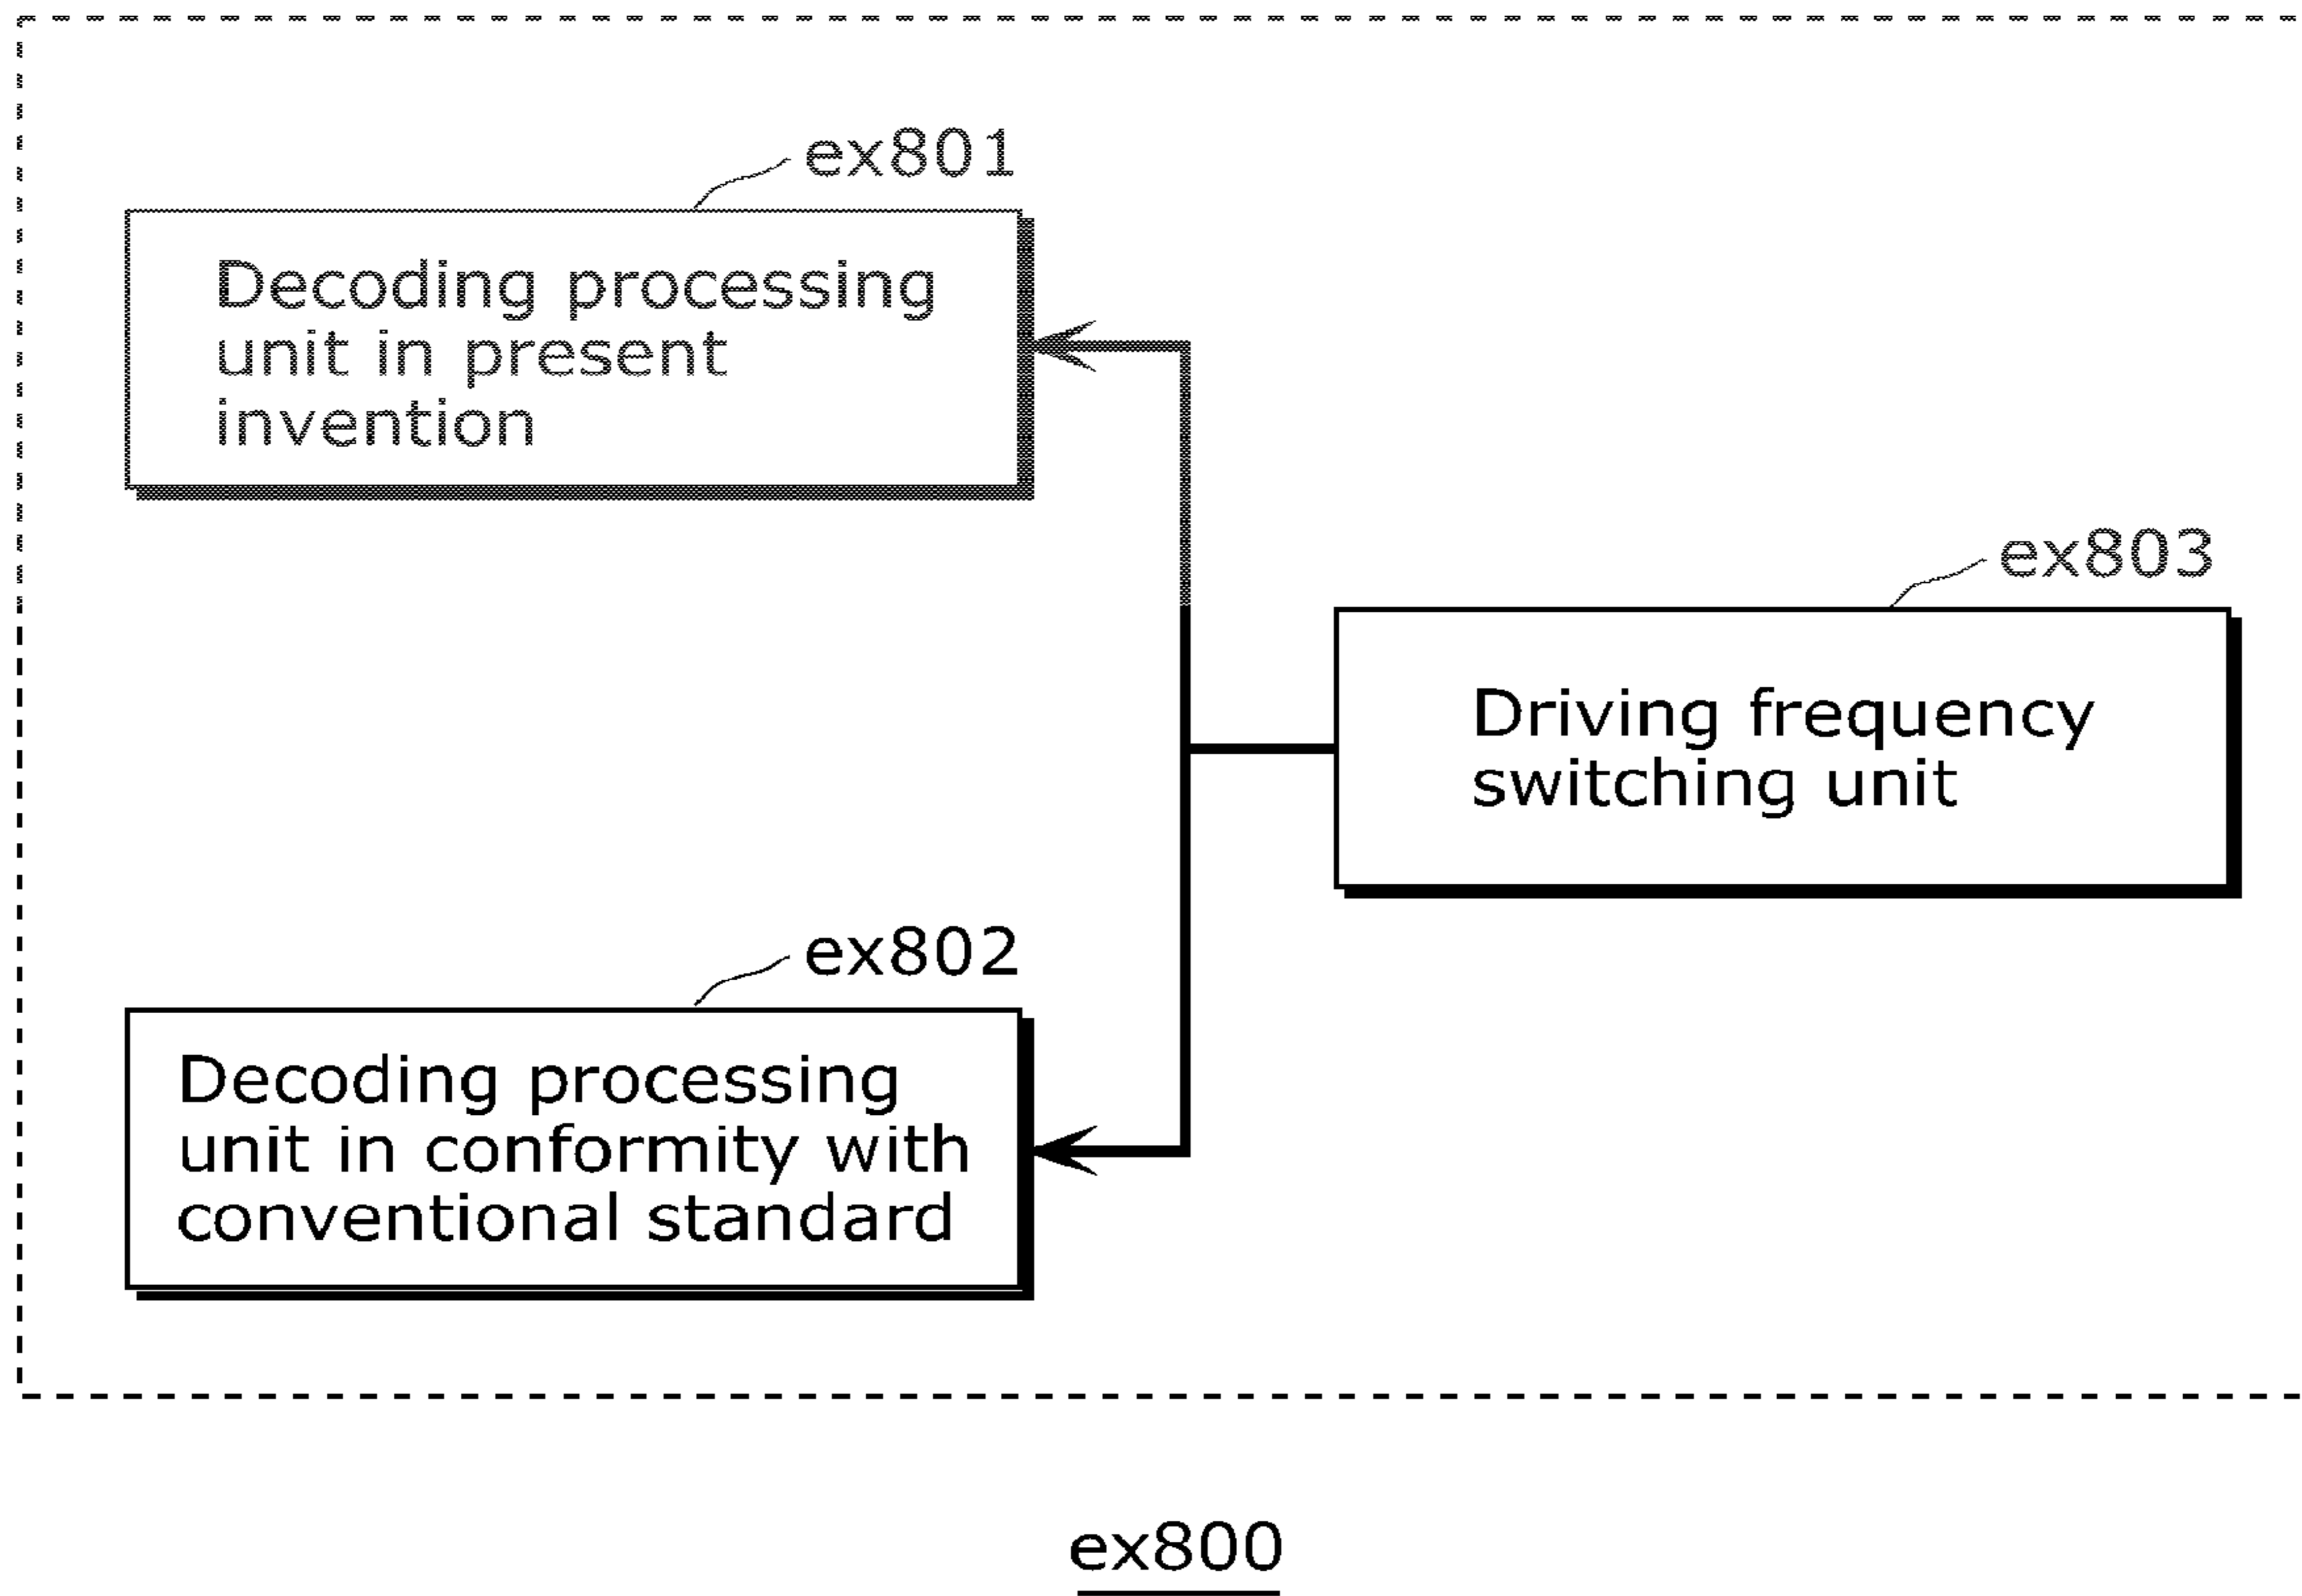 ex801
Decoding processing
unit in present
invention
ex803
Driving frequency
switching unit
ex802
Decoding processing
unit in conformity with
conventional standard
ex800